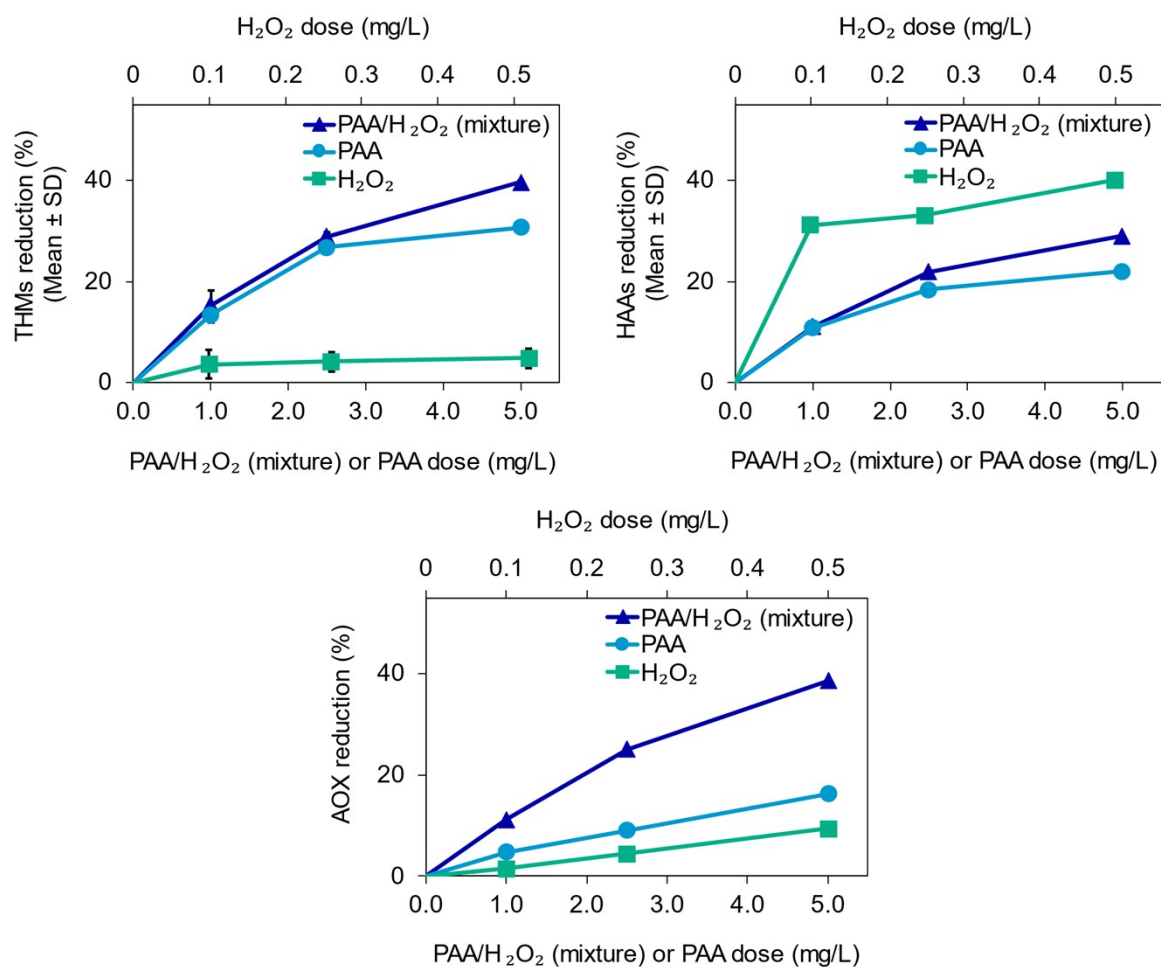 H₂O₂ dose (mg/L)
0 0.1 0.2 0.3 0.4 0.5
PAA/H₂O₂ (mixture)
PAA
H₂O₂
THMs reduction (%)
(Mean ± SD)
40
20
0
0.0 1.0 2.0 3.0 4.0 5.0
PAA/H₂O₂ (mixture) or PAA dose (mg/L)
H₂O₂ dose (mg/L)
0 0.1 0.2 0.3 0.4 0.5
PAA/H₂O₂ (mixture)
PAA
H₂O₂
HAAs reduction (%)
(Mean ± SD)
40
20
0
0.0 1.0 2.0 3.0 4.0 5.0
PAA/H₂O₂ (mixture) or PAA dose (mg/L)
H₂O₂ dose (mg/L)
0 0.1 0.2 0.3 0.4 0.5
PAA/H₂O₂ (mixture)
PAA
H₂O₂
AOX reduction (%)
40
20
0
0.0 1.0 2.0 3.0 4.0 5.0
PAA/H₂O₂ (mixture) or PAA dose (mg/L)